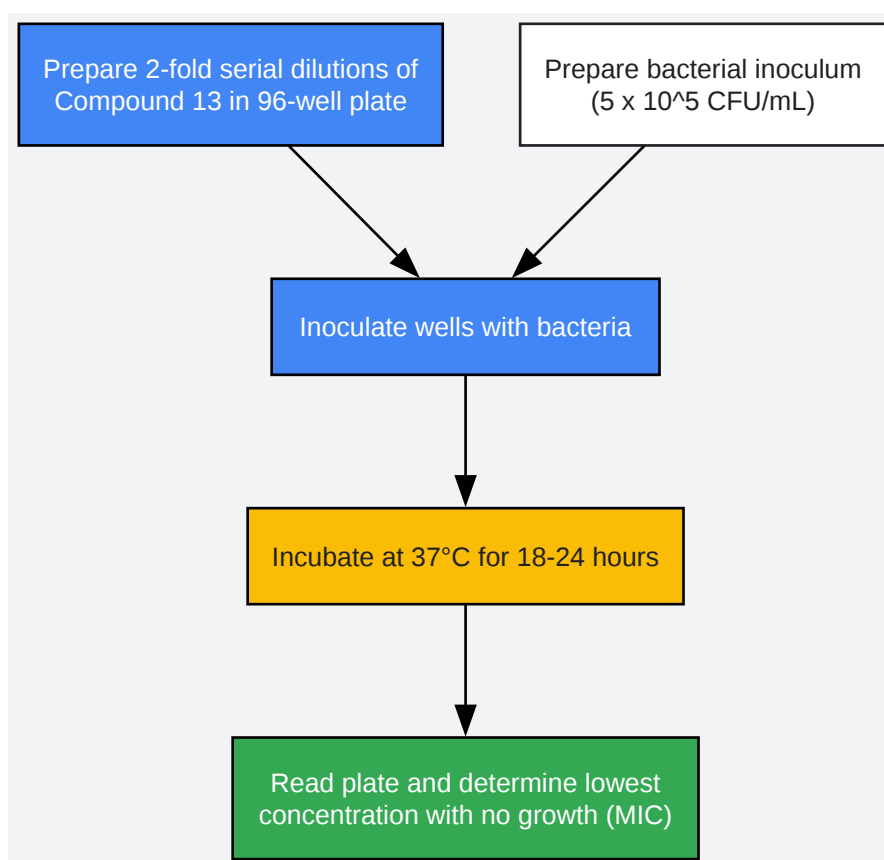 Prepare 2-fold serial dilutions of
Compound 13 in 96-well plate
Prepare bacterial inoculum
(5 x 10^5 CFU/mL)
Inoculate wells with bacteria
Incubate at 37°C for 18-24 hours
Read plate and determine lowest
concentration with no growth (MIC)